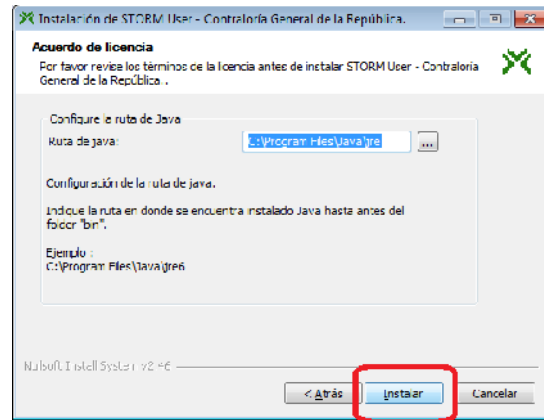 Instalación de STORM User - Contraloría General de la República.
Acuerdo de licencia
Por favor revise los términos de la licencia antes de instalar STORM User - Contraloría
General de la República. .
Configure la ruta de Java
Ruta de java:
C:\Program Files\Java\jre
...
Configuración de la ruta de java.
Indique la ruta en donde se encuentra instalado Java hasta antes del
folder "bin".
Ejemplo :
C:\Program Files\Java\jre6
Nullsoft Install System v2.46
< Atrás
Instalar
Cancelar